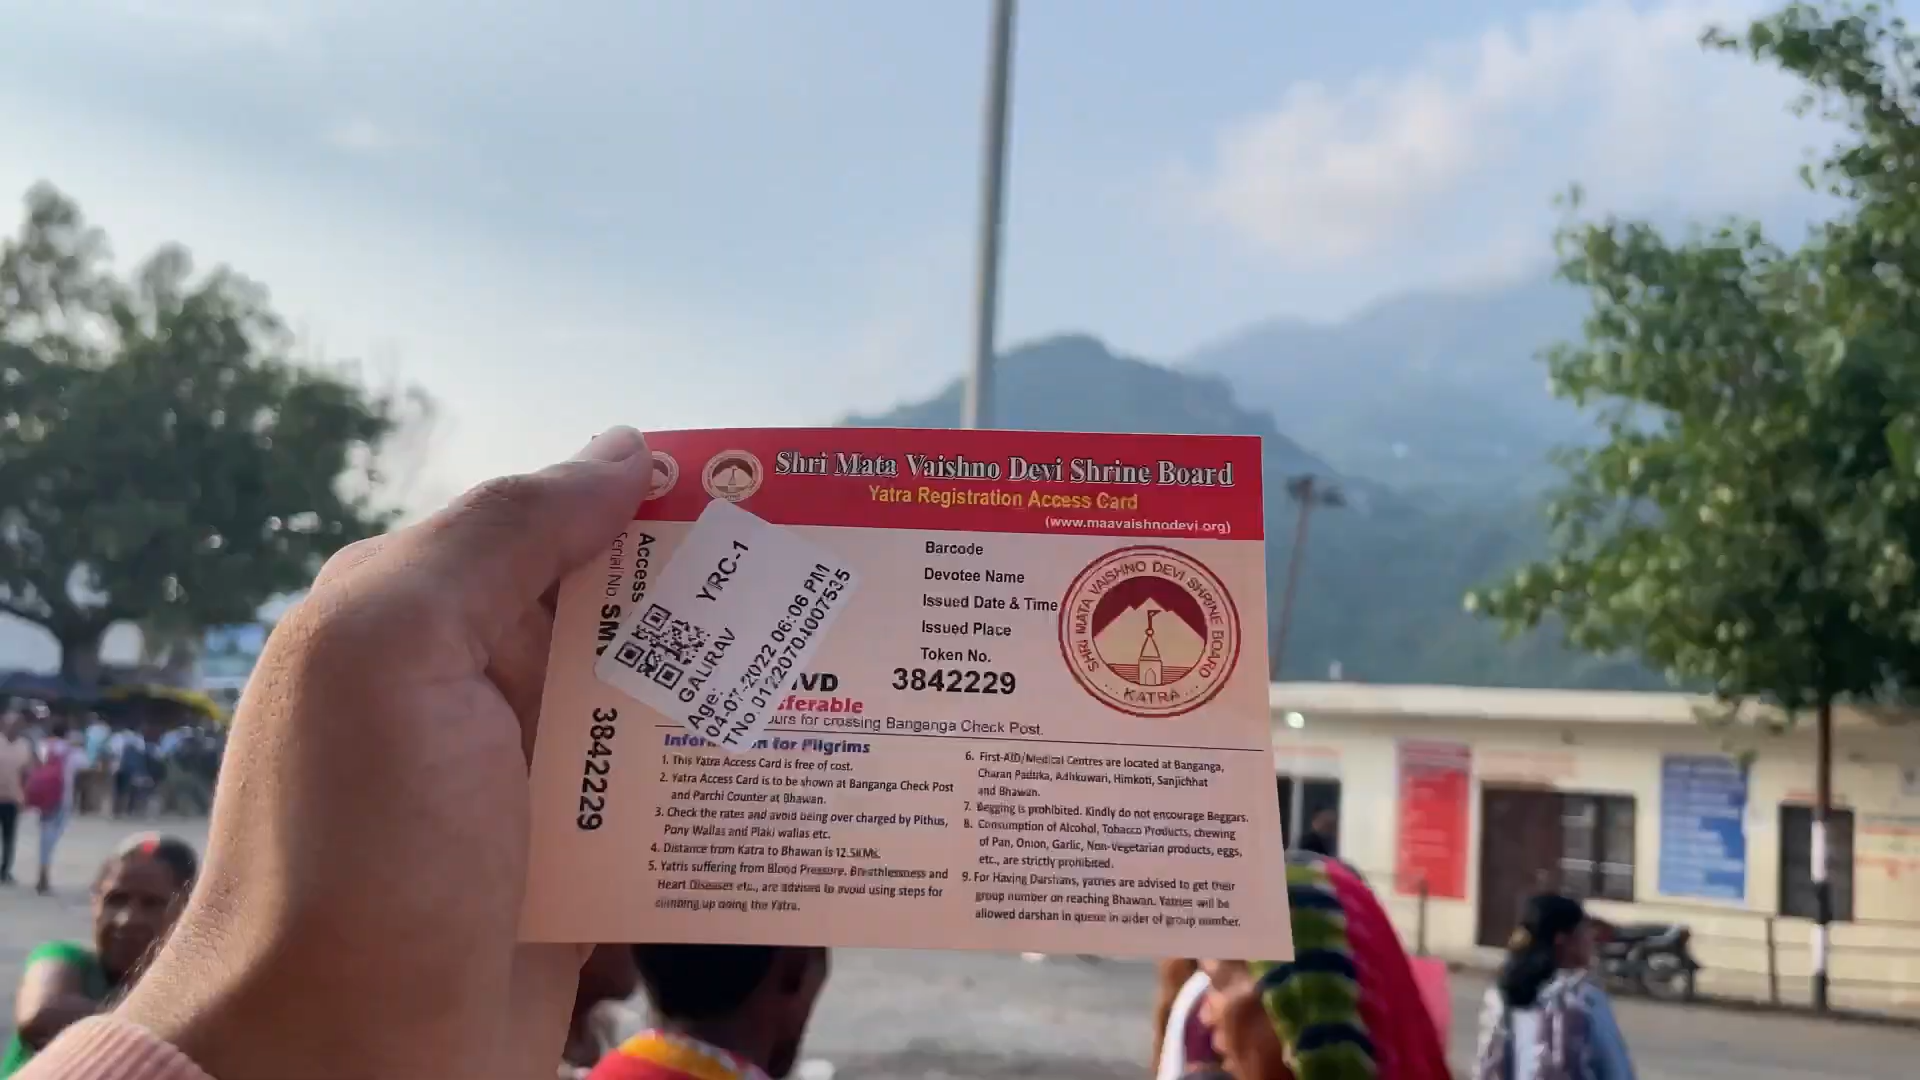 Shri Mata Vaishno Devi Shrine Board
Yatra Registration Access Card
(www.maavaishnodevi.org)
Access
Serial No. SMV
3842229
YRC-1
GAURAV
Age:
04-07-2022 06:06 PM
TNo.
Barcode
Devotee Name
Issued Date & Time
Issued Place
Token No.
VD 3842229
sferable
ours for crossing Banganga Check Post.
SHRI MATA VAISHNO DEVI SHRINE BOARD
KATRA
Infor n for Pilgrims
1. This Yatra Access Card is free of cost.
2. Yatra Access Card is to be shown at Banganga Check Post
and Parchi Counter at Bhawan.
3. Check the rates and avoid being over charged by Pithus,
Pony Wallas and Plaki wallas etc.
4. Distance from Katra to Bhawan is 12.5KMs.
5. Yatris suffering from Blood Pressure, Breathlessness and
Heart Diseases etc., are advised to avoid using steps for
climbing up doing the Yatra.
6. First-AID/Medical Centres are located at Banganga,
Charan Paduka, Adhkuwari, Himkoti, Sanjichhat
and Bhawan.
7. Begging is prohibited. Kindly do not encourage Beggars.
8. Consumption of Alcohol, Tobacco Products, chewing
of Pan, Onion, Garlic, Non-Vegetarian products, eggs,
etc., are strictly prohibited.
9. For Having Darshans, yatries are advised to get their
group number on reaching Bhawan. Yatries will be
allowed darshan in queue in order of group number.